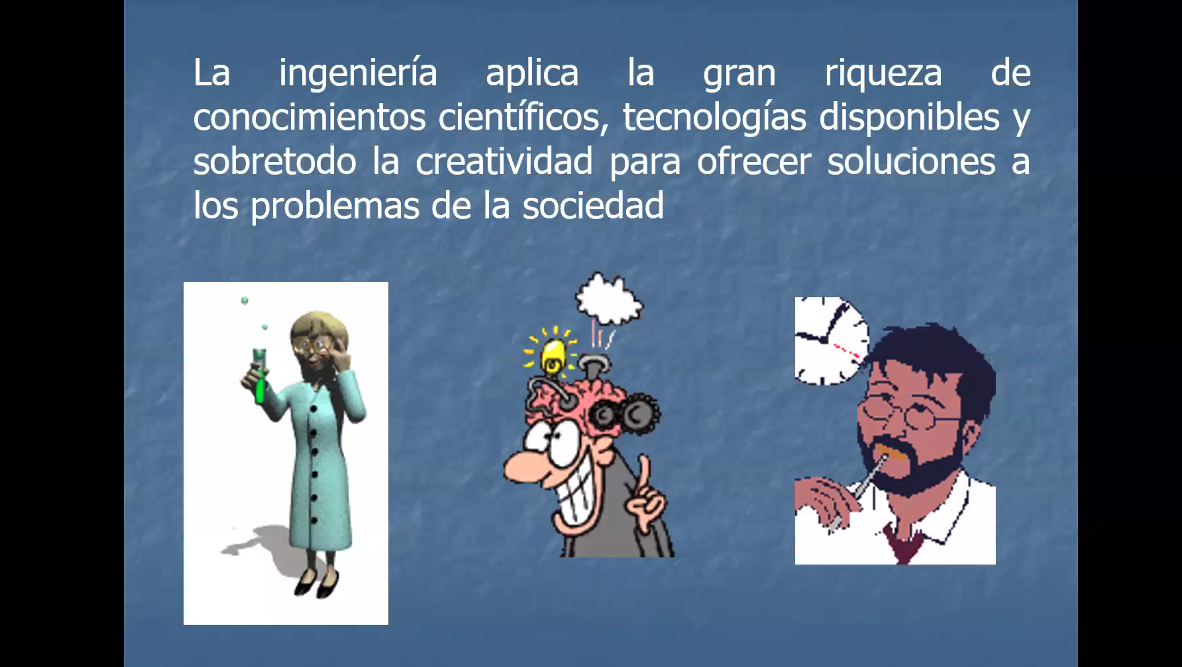 La ingeniería aplica la gran riqueza de
conocimientos científicos, tecnologías disponibles y
sobretodo la creatividad para ofrecer soluciones a
los problemas de la sociedad